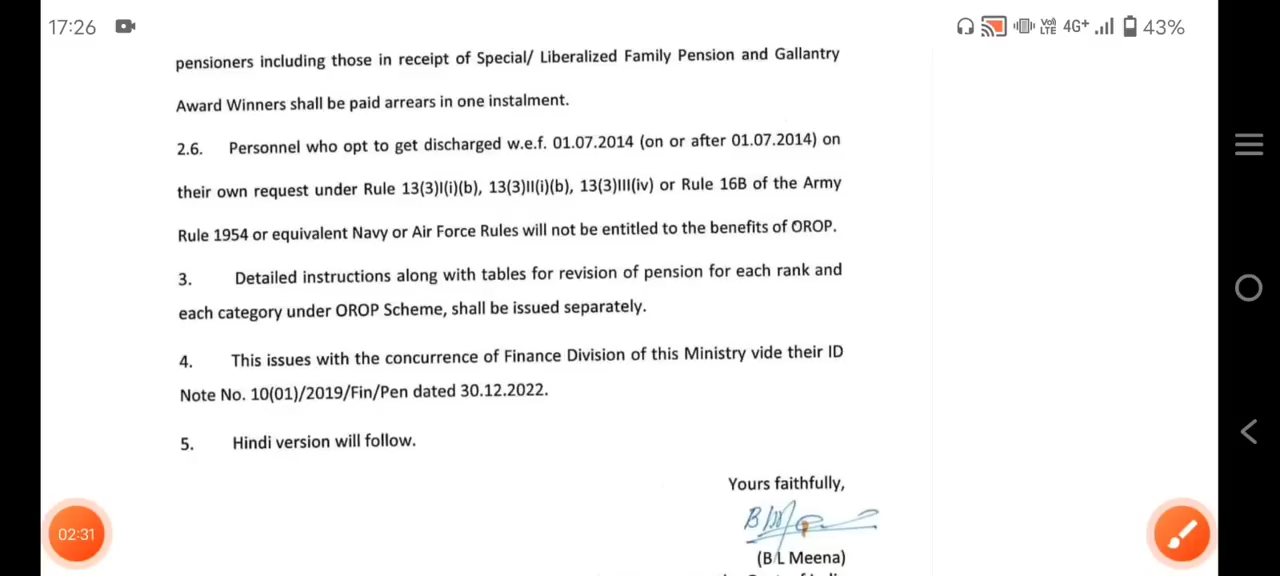 17:26
Vo) LTE 4G+ 43%
pensioners including those in receipt of Special/ Liberalized Family Pension and Gallantry
Award Winners shall be paid arrears in one instalment.
2.6. Personnel who opt to get discharged w.e.f. 01.07.2014 (on or after 01.07.2014) on
their own request under Rule 13(3)I(i)(b), 13(3)II(i)(b), 13(3)III(iv) or Rule 16B of the Army
Rule 1954 or equivalent Navy or Air Force Rules will not be entitled to the benefits of OROP.
3. Detailed instructions along with tables for revision of pension for each rank and
each category under OROP Scheme, shall be issued separately.
4. This issues with the concurrence of Finance Division of this Ministry vide their ID
Note No. 10(01)/2019/Fin/Pen dated 30.12.2022.
5. Hindi version will follow.
Yours faithfully,
(B L Meena)
02:31